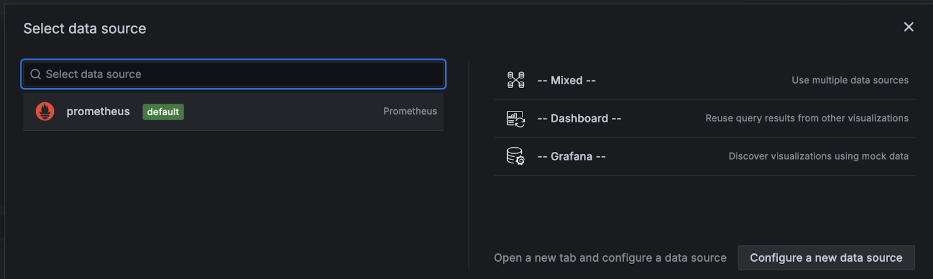 Select data source
Select data source
prometheus default Prometheus
-- Mixed -- Use multiple data sources
-- Dashboard -- Reuse query results from other visualizations
-- Grafana -- Discover visualizations using mock data
Open a new tab and configure a data source Configure a new data source